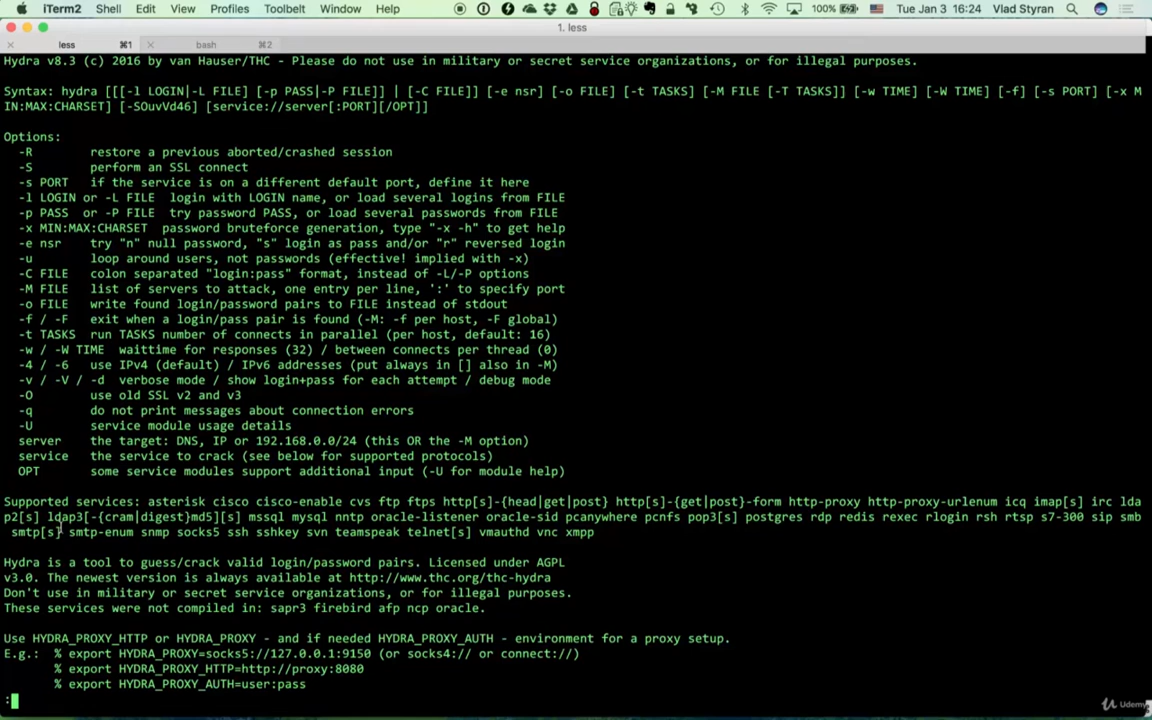 iTerm2 Shell Edit View Profiles Toolbelt Window Help 100% Tue Jan 3 16:24 Vlad Styran
1. less
less ⌘1 bash ⌘2
Hydra v8.3 (c) 2016 by van Hauser/THC - Please do not use in military or secret service organizations, or for illegal purposes.
Syntax: hydra [[[-l LOGIN|-L FILE] [-p PASS|-P FILE]] | [-C FILE]] [-e nsr] [-o FILE] [-t TASKS] [-M FILE [-T TASKS]] [-w TIME] [-W TIME] [-f] [-s PORT] [-x M
IN:MAX:CHARSET] [-SOuvVd46] [service://server[:PORT][/OPT]]
Options:
-R restore a previous aborted/crashed session
-S perform an SSL connect
-s PORT if the service is on a different default port, define it here
-l LOGIN or -L FILE login with LOGIN name, or load several logins from FILE
-p PASS or -P FILE try password PASS, or load several passwords from FILE
-x MIN:MAX:CHARSET password bruteforce generation, type "-x -h" to get help
-e nsr try "n" null password, "s" login as pass and/or "r" reversed login
-u loop around users, not passwords (effective! implied with -x)
-C FILE colon separated "login:pass" format, instead of -L/-P options
-M FILE list of servers to attack, one entry per line, ':' to specify port
-o FILE write found login/password pairs to FILE instead of stdout
-f / -F exit when a login/pass pair is found (-M: -f per host, -F global)
-t TASKS run TASKS number of connects in parallel (per host, default: 16)
-w / -W TIME waittime for responses (32) / between connects per thread (0)
-4 / -6 use IPv4 (default) / IPv6 addresses (put always in [] also in -M)
-v / -V / -d verbose mode / show login+pass for each attempt / debug mode
-O use old SSL v2 and v3
-q do not print messages about connection errors
-U service module usage details
server the target: DNS, IP or 192.168.0.0/24 (this OR the -M option)
service the service to crack (see below for supported protocols)
OPT some service modules support additional input (-U for module help)
Supported services: asterisk cisco cisco-enable cvs ftp ftps http[s]-{head|get|post} http[s]-{get|post}-form http-proxy http-proxy-urlenum icq imap[s] irc lda
p2[s] ldap3[-{cram|digest}md5][s] mssql mysql nntp oracle-listener oracle-sid pcanywhere pcnfs pop3[s] postgres rdp redis rexec rlogin rsh rtsp s7-300 sip smb
smtp[s] smtp-enum snmp socks5 ssh sshkey svn teamspeak telnet[s] vmauthd vnc xmpp
Hydra is a tool to guess/crack valid login/password pairs. Licensed under AGPL
v3.0. The newest version is always available at http://www.thc.org/thc-hydra
Don't use in military or secret service organizations, or for illegal purposes.
These services were not compiled in: sapr3 firebird afp ncp oracle.
Use HYDRA_PROXY_HTTP or HYDRA_PROXY - and if needed HYDRA_PROXY_AUTH - environment for a proxy setup.
E.g.: % export HYDRA_PROXY=socks5://127.0.0.1:9150 (or socks4:// or connect://)
% export HYDRA_PROXY_HTTP=http://proxy:8080
% export HYDRA_PROXY_AUTH=user:pass
:
Udemy